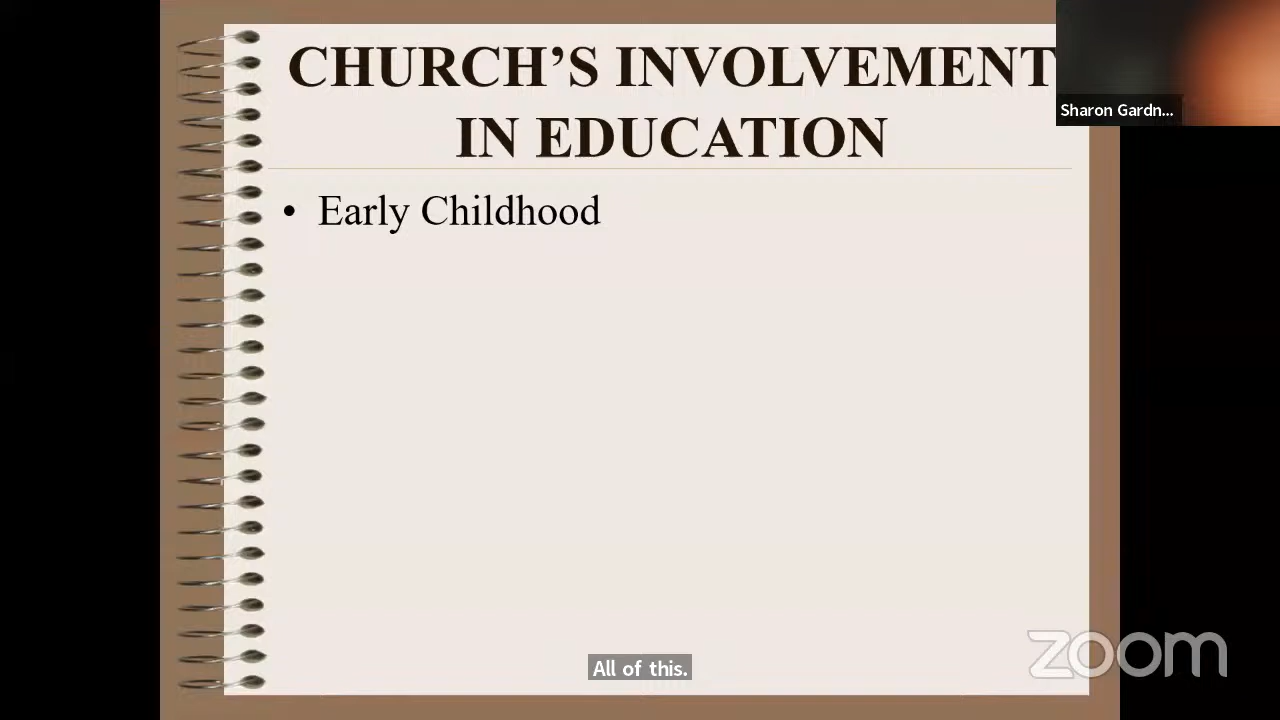 CHURCH’S INVOLVEMENT
IN EDUCATION
Sharon Gardn...
• Early Childhood
All of this.
zoom